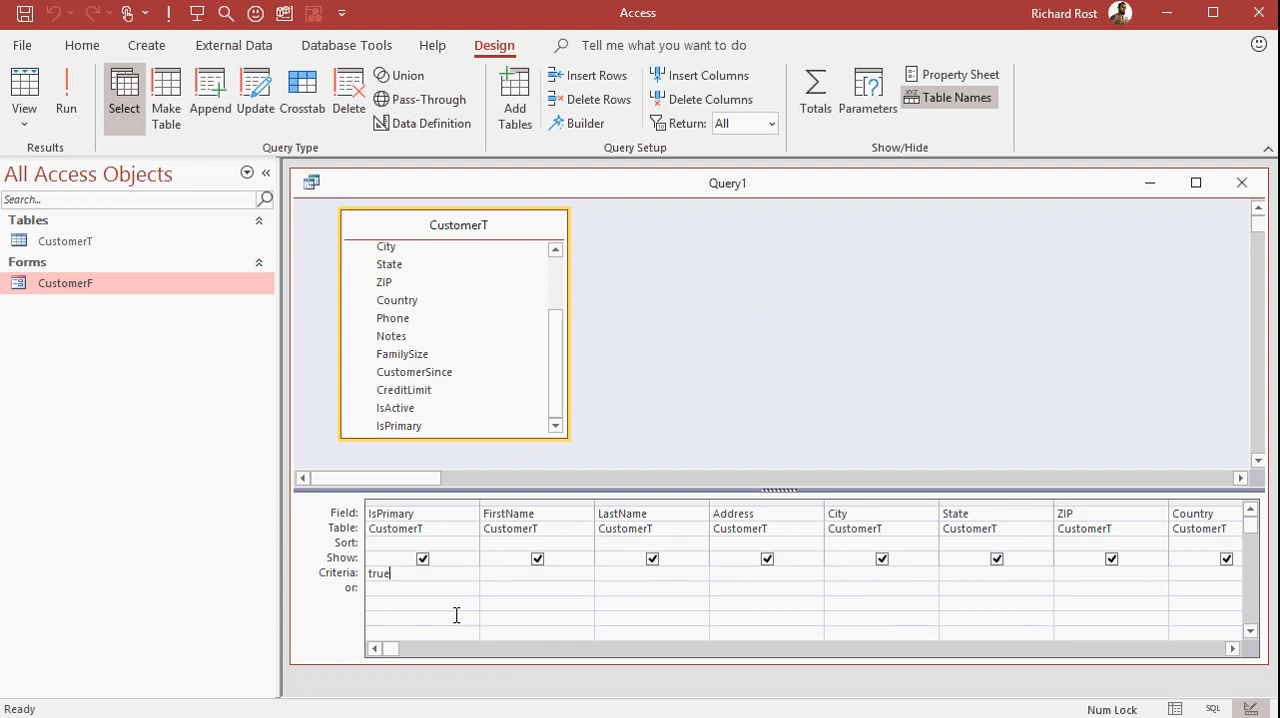 Access
Richard Rost
File Home Create External Data Database Tools Help Design Tell me what you want to do
View
Run
Results
Select
Make
Table
Append
Update
Crosstab
Delete
Union
Pass-Through
Data Definition
Query Type
Add
Tables
Insert Rows
Delete Rows
Builder
Insert Columns
Delete Columns
Return: All
Query Setup
Totals
Parameters
Property Sheet
XYZ Table Names
Show/Hide
All Access Objects
Search...
Tables
CustomerT
Forms
CustomerF
Query1
CustomerT
City
State
ZIP
Country
Phone
Notes
FamilySize
CustomerSince
CreditLimit
IsActive
IsPrimary
Field: IsPrimary FirstName LastName Address City State ZIP Country
Table: CustomerT CustomerT CustomerT CustomerT CustomerT CustomerT CustomerT CustomerT
Sort:
Show:
Criteria: true
or:
Ready
Num Lock
SQL